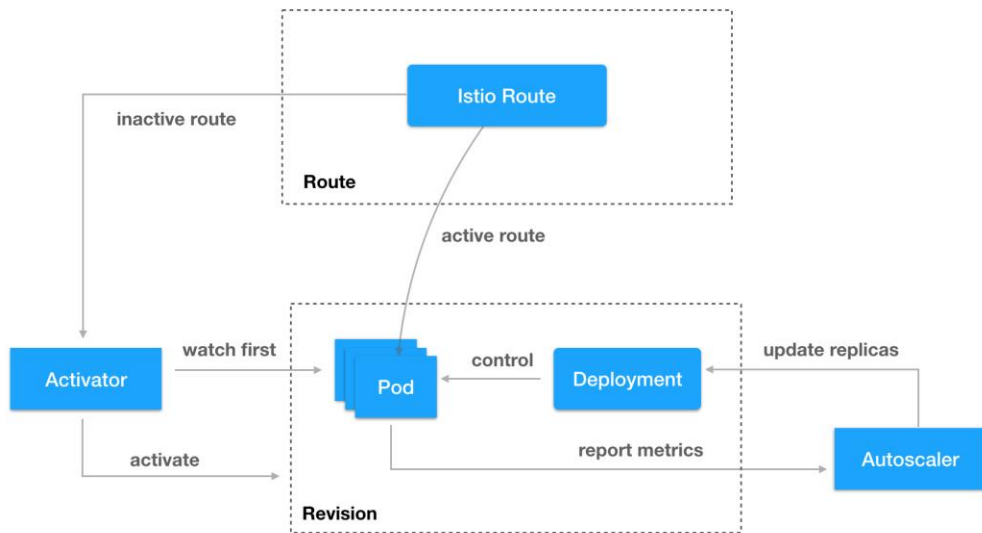 Istio Route
inactive route
Route
active route
watch first
Activator
Pod
control
Deployment
update replicas
activate
report metrics
Autoscaler
Revision